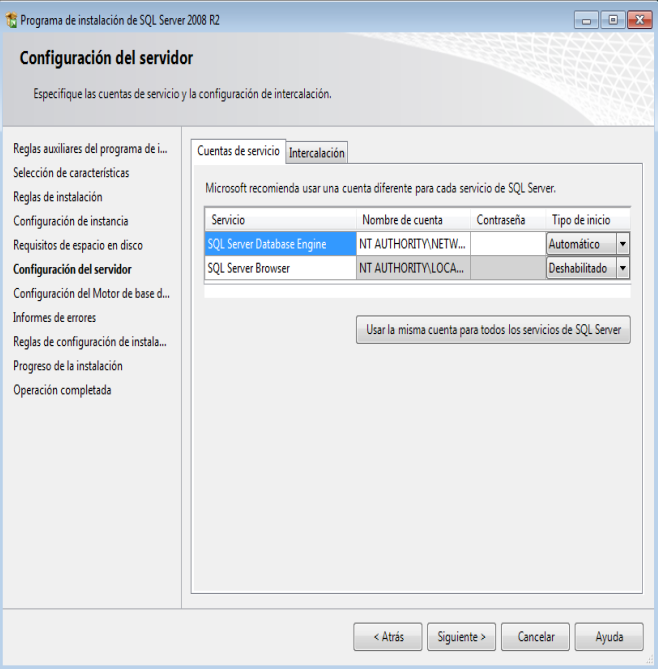 Programa de instalación de SQL Server 2008 R2
Configuración del servidor
Especifique las cuentas de servicio y la configuración de intercalación.
Reglas auxiliares del programa de i...
Selección de características
Reglas de instalación
Configuración de instancia
Requisitos de espacio en disco
Configuración del servidor
Configuración del Motor de base d...
Informes de errores
Reglas de configuración de instala...
Progreso de la instalación
Operación completada
Cuentas de servicio Intercalación
Microsoft recomienda usar una cuenta diferente para cada servicio de SQL Server.
Servicio Nombre de cuenta Contraseña Tipo de inicio
SQL Server Database Engine NT AUTHORITY\NETW... Automático
SQL Server Browser NT AUTHORITY\LOCA... Deshabilitado
Usar la misma cuenta para todos los servicios de SQL Server
< Atrás Siguiente > Cancelar Ayuda